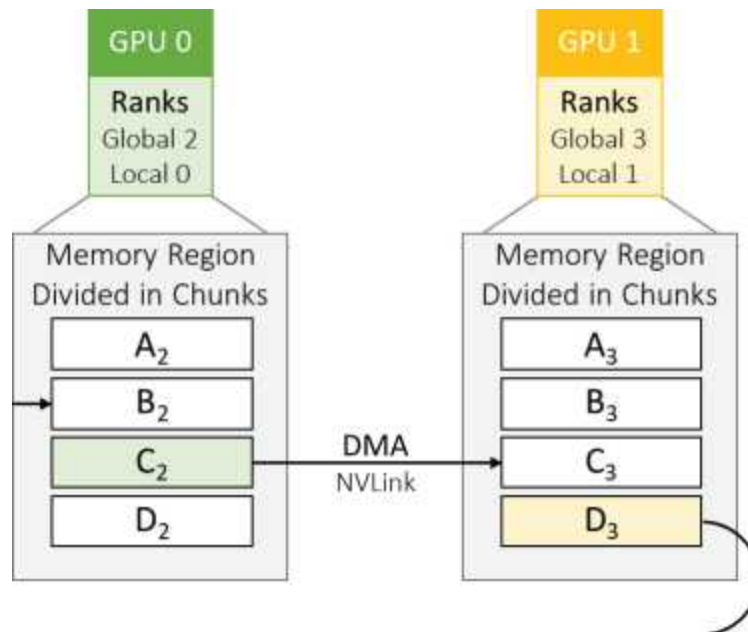 GPU 0
Ranks
Global 2
Local 0
Memory Region
Divided in Chunks
A₂
B₂
C₂
D₂
DMA
NVLink
GPU 1
Ranks
Global 3
Local 1
Memory Region
Divided in Chunks
A₃
B₃
C₃
D₃